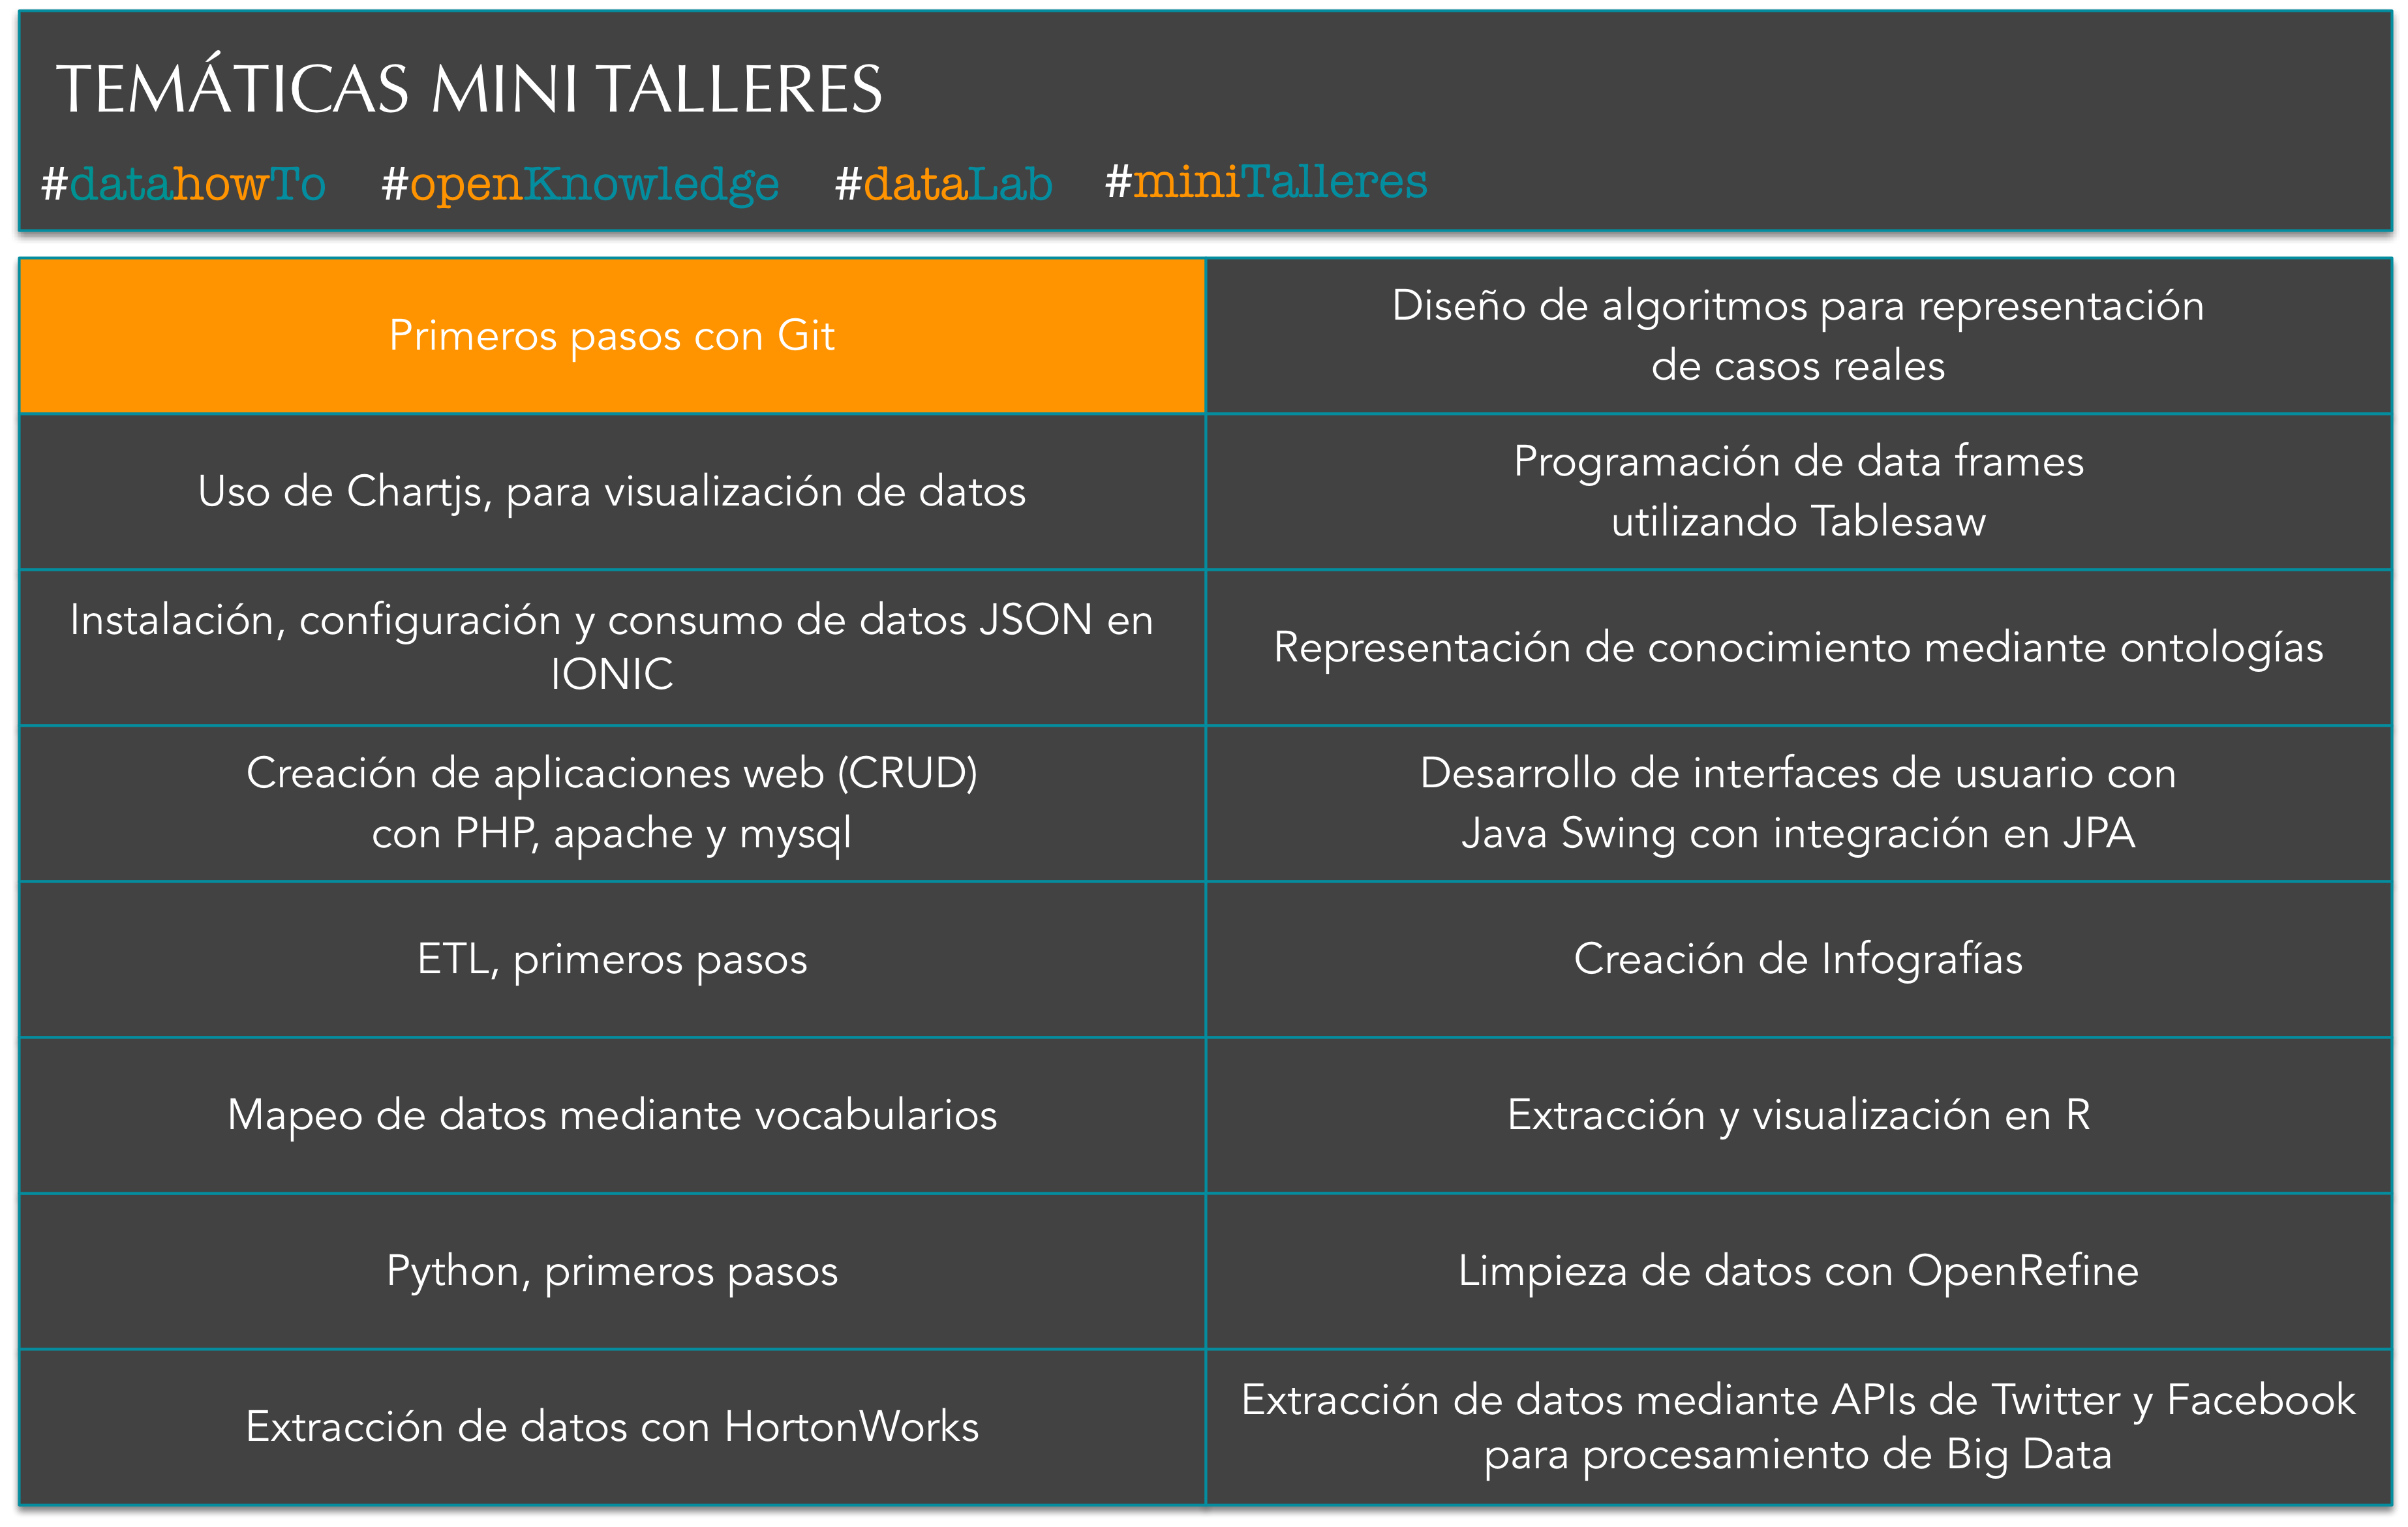 TEMÁTICAS MINI TALLERES
#datahowTo #openKnowledge #dataLab #miniTalleres
Primeros pasos con Git
Diseño de algoritmos para representación
de casos reales
Uso de Chartjs, para visualización de datos
Programación de data frames
utilizando Tablesaw
Instalación, configuración y consumo de datos JSON en
IONIC
Representación de conocimiento mediante ontologías
Creación de aplicaciones web (CRUD)
con PHP, apache y mysql
Desarrollo de interfaces de usuario con
Java Swing con integración en JPA
ETL, primeros pasos
Creación de Infografías
Mapeo de datos mediante vocabularios
Extracción y visualización en R
Python, primeros pasos
Limpieza de datos con OpenRefine
Extracción de datos con HortonWorks
Extracción de datos mediante APIs de Twitter y Facebook
para procesamiento de Big Data